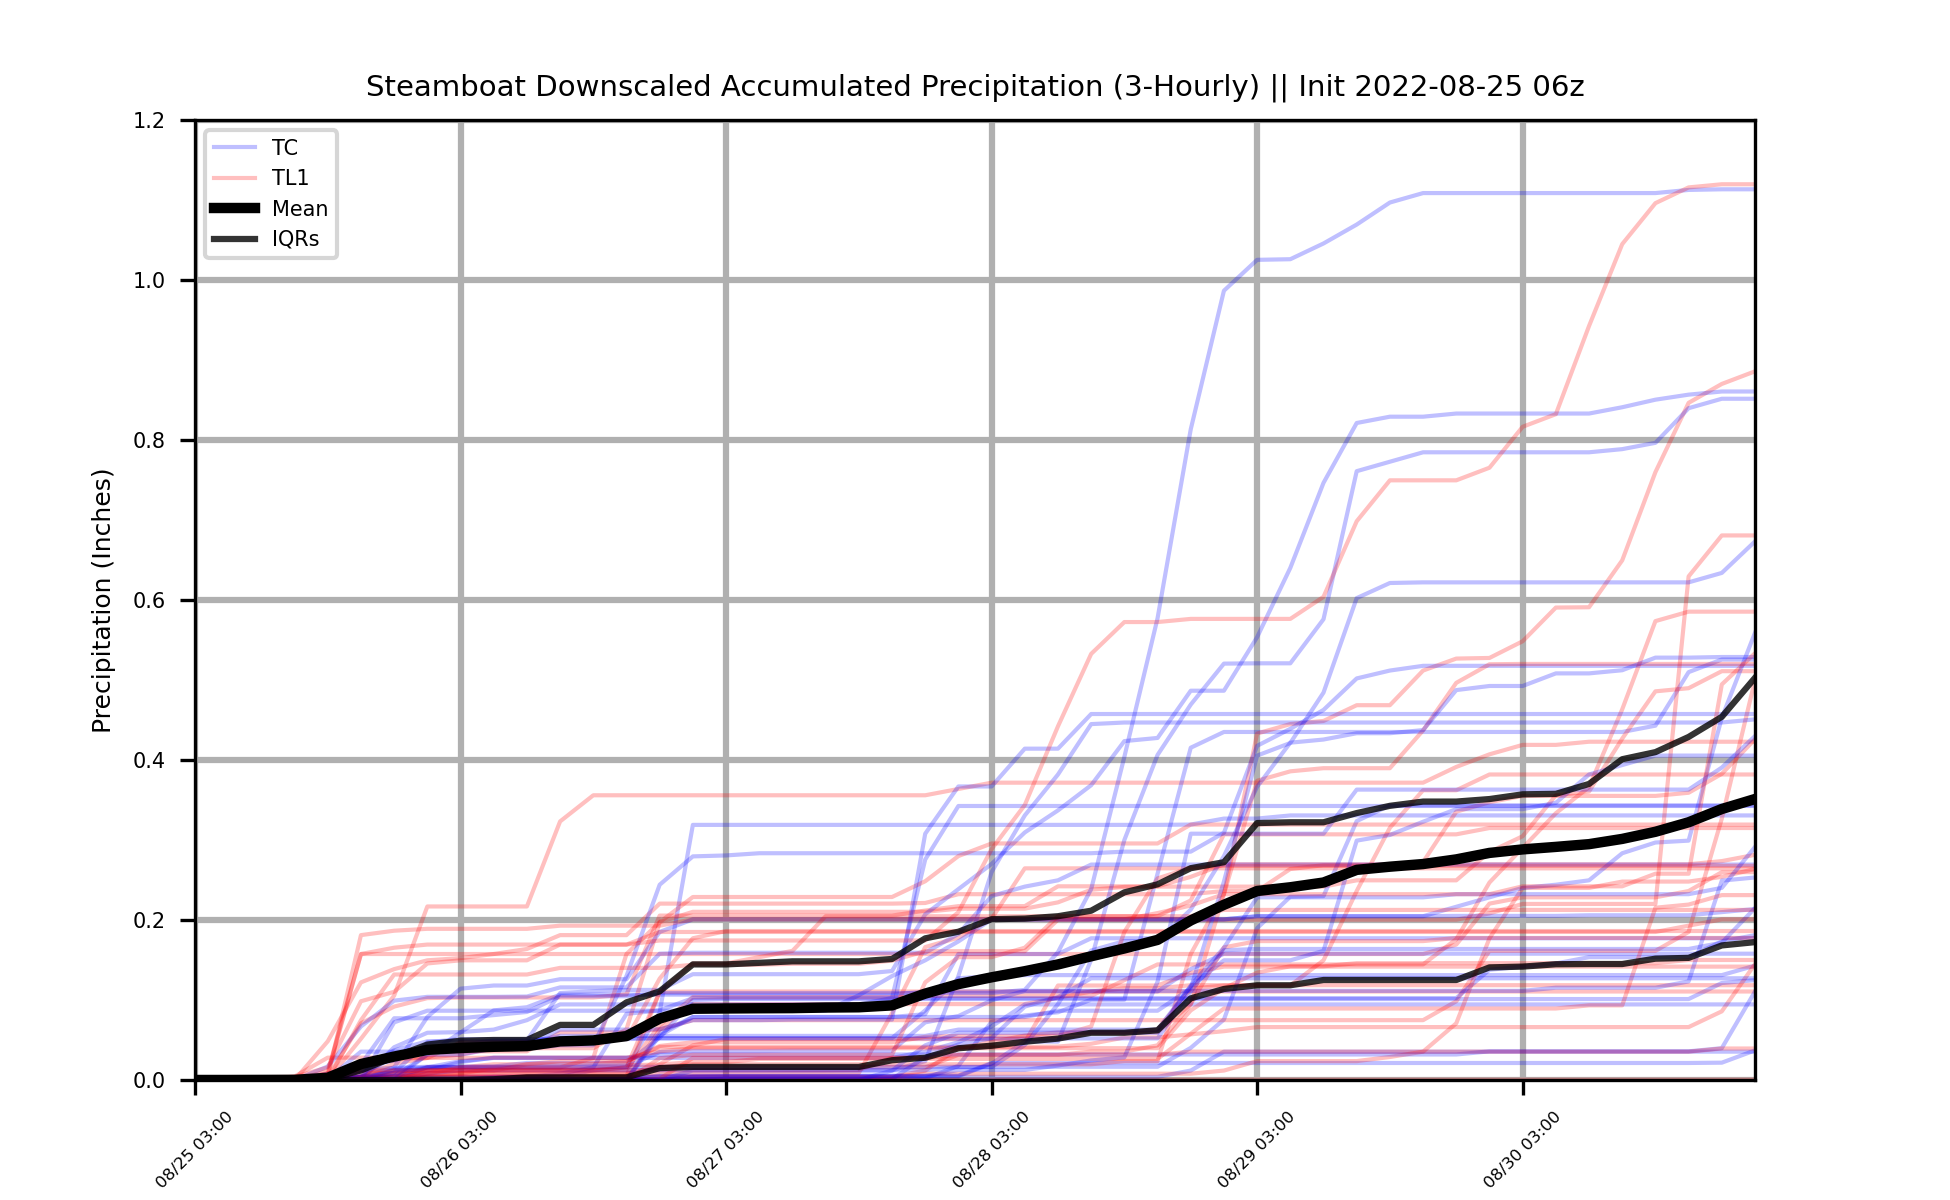 Steamboat Downscaled Accumulated Precipitation (3-Hourly) || Init 2022-08-25 06z
TC
TL1
Mean
IQRs
Precipitation (Inches)
1.2
1.0
0.8
0.6
0.4
0.2
0.0
08/25 03:00
08/26 03:00
08/27 03:00
08/28 03:00
08/29 03:00
08/30 03:00